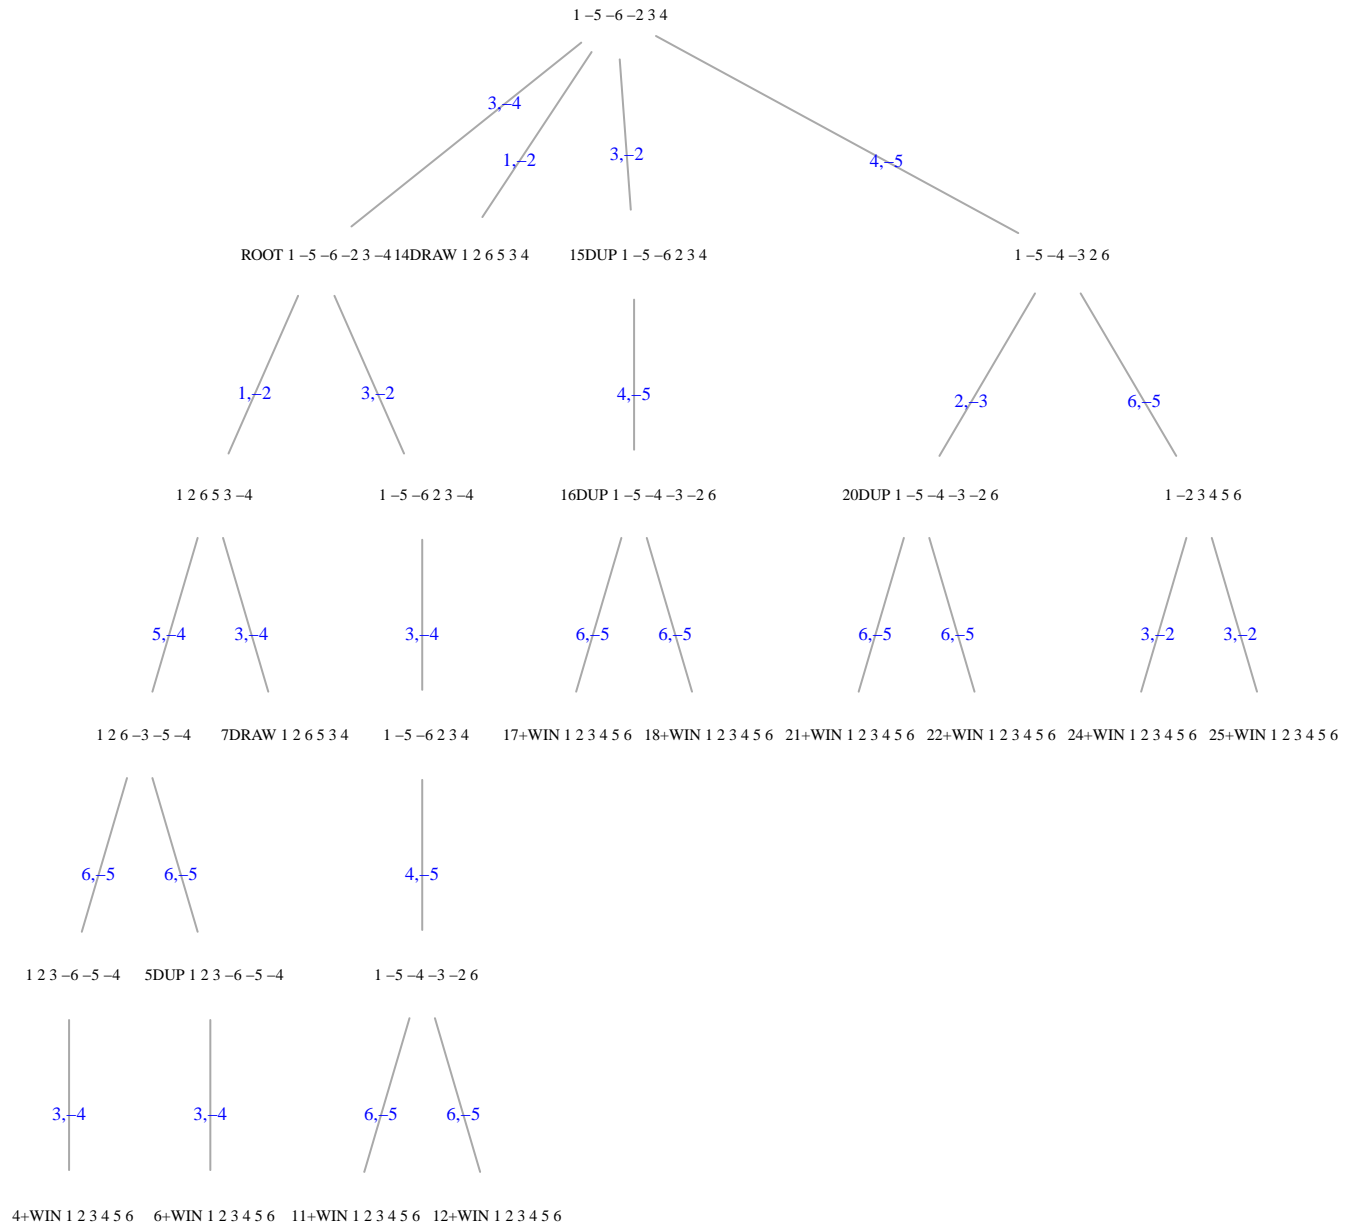 1 –5 –6 –2 3 4
3,–4
1,–2
3,–2
4,–5
ROOT 1 –5 –6 –2 3 –4 14DRAW 1 2 6 5 3 4 15DUP 1 –5 –6 2 3 4 1 –5 –4 –3 2 6
1,–2 3,–2 4,–5 2,–3 6,–5
1 2 6 5 3 –4 1 –5 –6 2 3 –4 16DUP 1 –5 –4 –3 –2 6 20DUP 1 –5 –4 –3 –2 6 1 –2 3 4 5 6
5,–4 3,–4 3,–4 6,–5 6,–5 6,–5 6,–5 3,–2 3,–2
1 2 6 –3 –5 –4 7DRAW 1 2 6 5 3 4 1 –5 –6 2 3 4 17+WIN 1 2 3 4 5 6 18+WIN 1 2 3 4 5 6 21+WIN 1 2 3 4 5 6 22+WIN 1 2 3 4 5 6 24+WIN 1 2 3 4 5 6 25+WIN 1 2 3 4 5 6
6,–5 6,–5 4,–5
1 2 3 –6 –5 –4 5DUP 1 2 3 –6 –5 –4 1 –5 –4 –3 –2 6
3,–4 3,–4 6,–5 6,–5
4+WIN 1 2 3 4 5 6 6+WIN 1 2 3 4 5 6 11+WIN 1 2 3 4 5 6 12+WIN 1 2 3 4 5 6